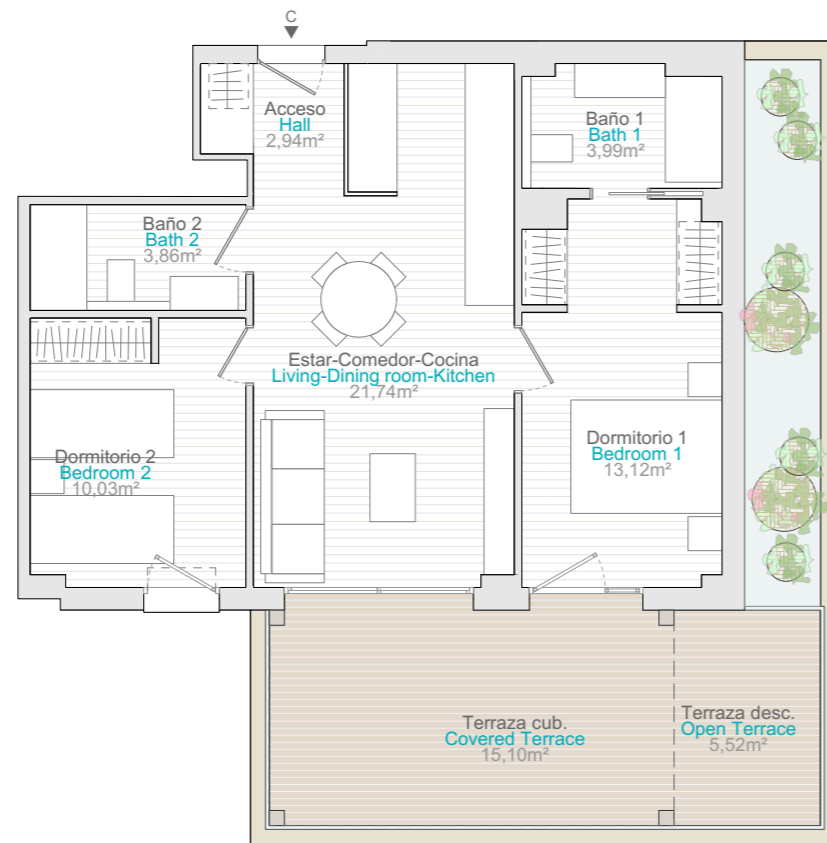 C
Acceso
Hall
2,94m²
Baño 1
Bath 1
3,99m²
Baño 2
Bath 2
3,86m²
Estar-Comedor-Cocina
Living-Dining room-Kitchen
21,74m²
Dormitorio 2
Bedroom 2
10,03m²
Dormitorio 1
Bedroom 1
13,12m²
Terraza cub.
Covered Terrace
15,10m²
Terraza desc.
Open Terrace
5,52m²